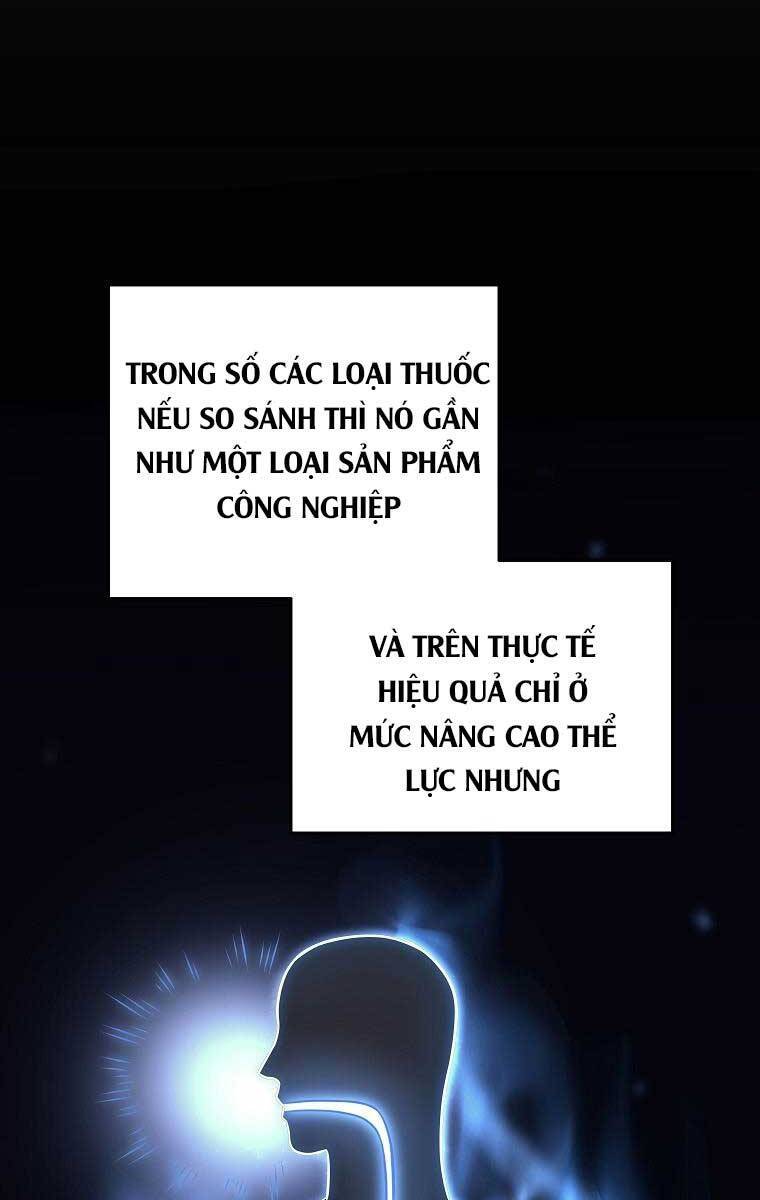 TRONG SỐ CÁC LOẠI THUỐC
NẾU SO SÁNH THÌ NÓ GẦN
NHƯ MỘT LOẠI SẢN PHẨM
CÔNG NGHIỆP
VÀ TRÊN THỰC TẾ
HIỆU QUẢ CHỈ Ở
MỨC NÂNG CAO THỂ
LỰC NHƯNG